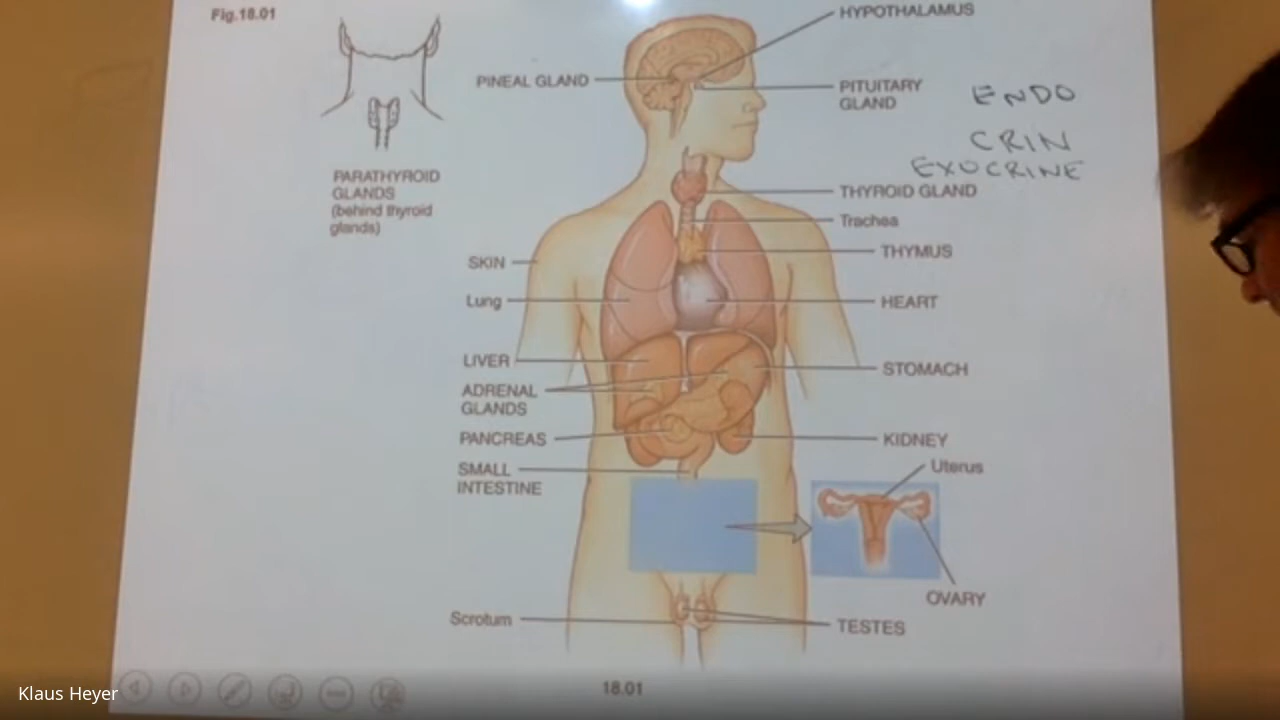 Fig.18.01
HYPOTHALAMUS
PINEAL GLAND
PITUITARY
GLAND
ENDO
CRIN
EXOCRINE
PARATHYROID
GLANDS
(behind thyroid
glands)
THYROID GLAND
Trachea
THYMUS
SKIN
Lung
HEART
LIVER
STOMACH
ADRENAL
GLANDS
PANCREAS
KIDNEY
SMALL
INTESTINE
Uterus
OVARY
Scrotum
TESTES
18.01
Klaus Heyer